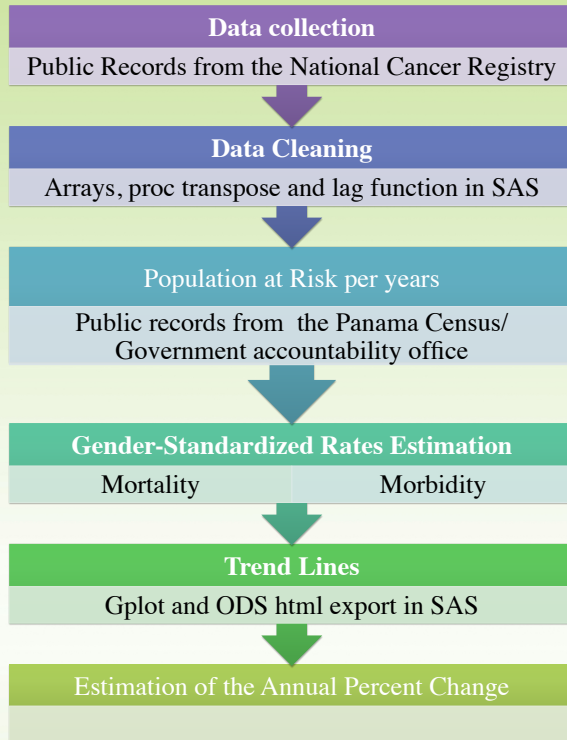 Data collection
Public Records from the National Cancer Registry
Data Cleaning
Arrays, proc transpose and lag function in SAS
Population at Risk per years
Public records from the Panama Census/
Government accountability office
Gender-Standardized Rates Estimation
Mortality
Morbidity
Trend Lines
Gplot and ODS html export in SAS
Estimation of the Annual Percent Change